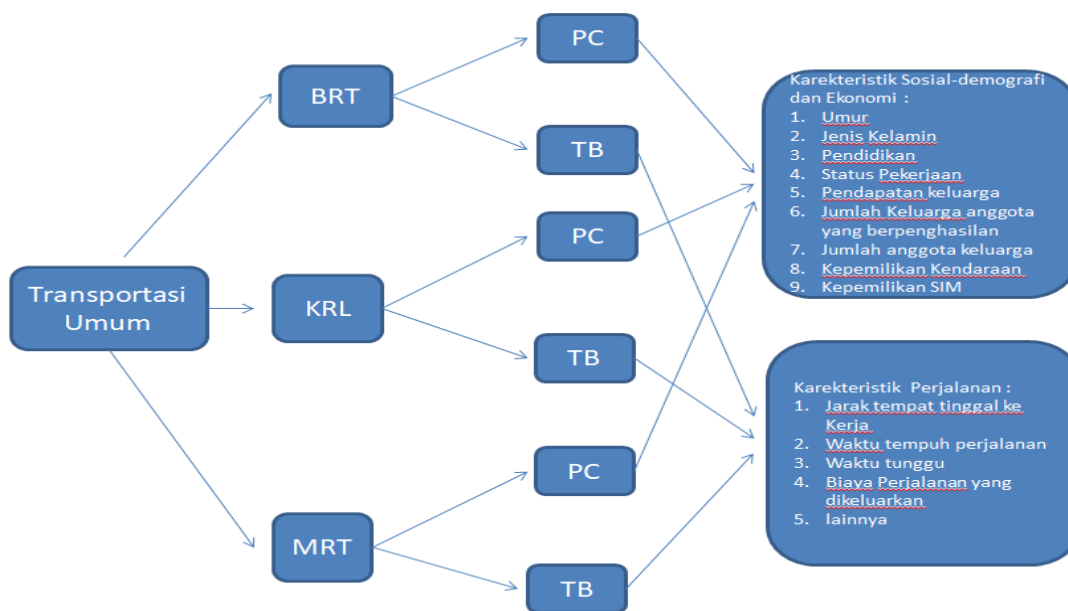 Transportasi
Umum
BRT
KRL
MRT
PC
TB
PC
TB
PC
TB
Karekteristik Sosial-demografi
dan Ekonomi :
1. Umur
2. Jenis Kelamin
3. Pendidikan
4. Status Pekerjaan
5. Pendapatan keluarga
6. Jumlah Keluarga anggota
yang berpenghasilan
7. Jumlah anggota keluarga
8. Kepemilikan Kendaraan
9. Kepemilikan SIM
Karekteristik Perjalanan :
1. Jarak tempat tinggal ke
Kerja
2. Waktu tempuh perjalanan
3. Waktu tunggu
4. Biaya Perjalanan yang
dikeluarkan
5. lainnya